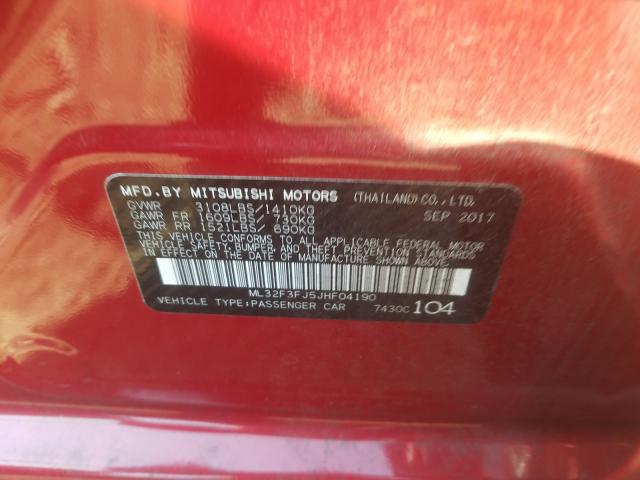 MFD. BY MITSUBISHI MOTORS (THAILAND) CO., LTD.
GVWR 3108LBS/1410KG SEP 2017
GAWR FR 1609LBS/ 730KG
GAWR RR 1521LBS/ 690KG
THIS VEHICLE CONFORMS TO ALL APPLICABLE FEDERAL MOTOR
VEHICLE SAFETY, BUMPER, AND THEFT PREVENTION STANDARDS
IN EFFECT ON THE DATE OF MANUFACTURE SHOWN ABOVE.
ML32F3FJ5JHF04190
VEHICLE TYPE:PASSENGER CAR 7430C 104